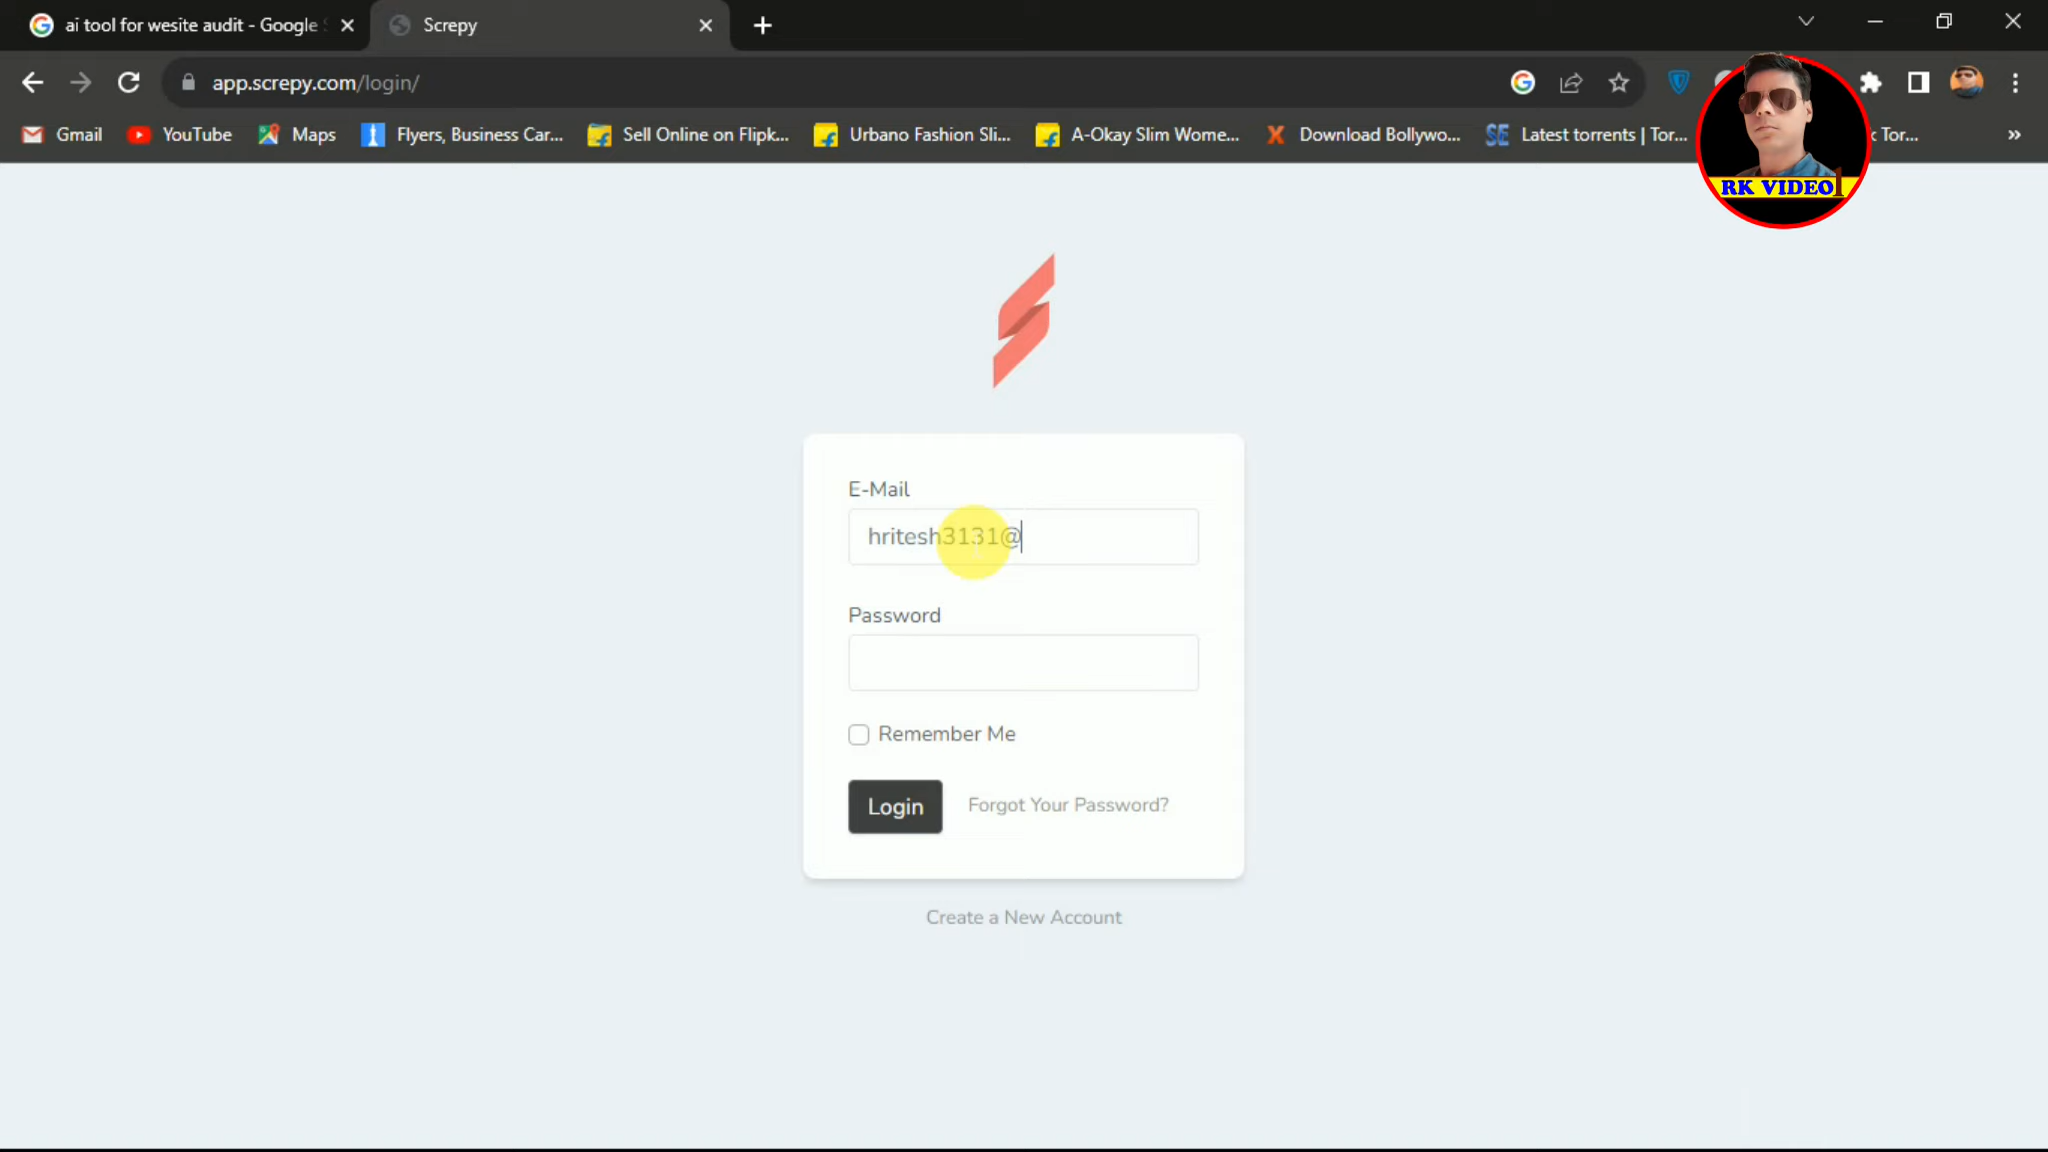 ai tool for wesite audit - Google
Screpy
app.screpy.com/login/
Gmail
YouTube
Maps
Flyers, Business Car...
Sell Online on Flipk...
Urbano Fashion Sli...
A-Okay Slim Wome...
Download Bollywo...
Latest torrents | Tor...
Tor...
RK VIDEO1
E-Mail
hritesh3131@
Password
Remember Me
Login
Forgot Your Password?
Create a New Account